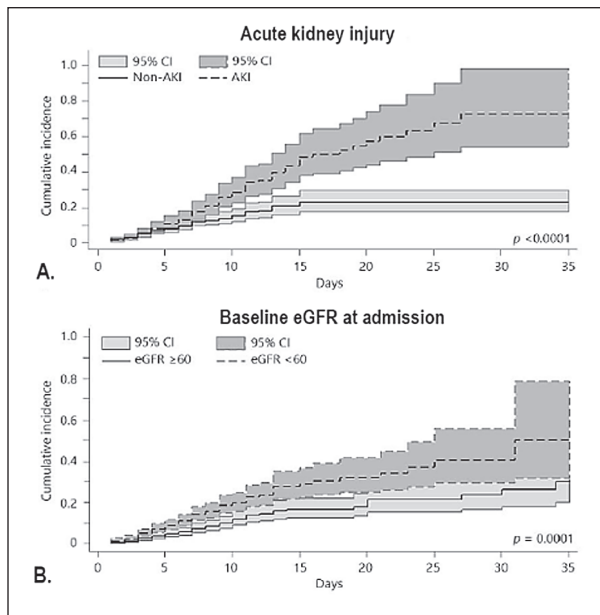 Acute kidney injury
95% CI 95% CI
Non-AKI AKI
1.0
0.8
0.6
0.4
0.2
0
Cumulative incidence
p <0.0001
0 5 10 15 20 25 30 35
Days
A.
Baseline eGFR at admission
95% CI 95% CI
eGFR ≥60 eGFR <60
1.0
0.8
0.6
0.4
0.2
0
Cumulative incidence
p = 0.0001
0 5 10 15 20 25 30 35
Days
B.